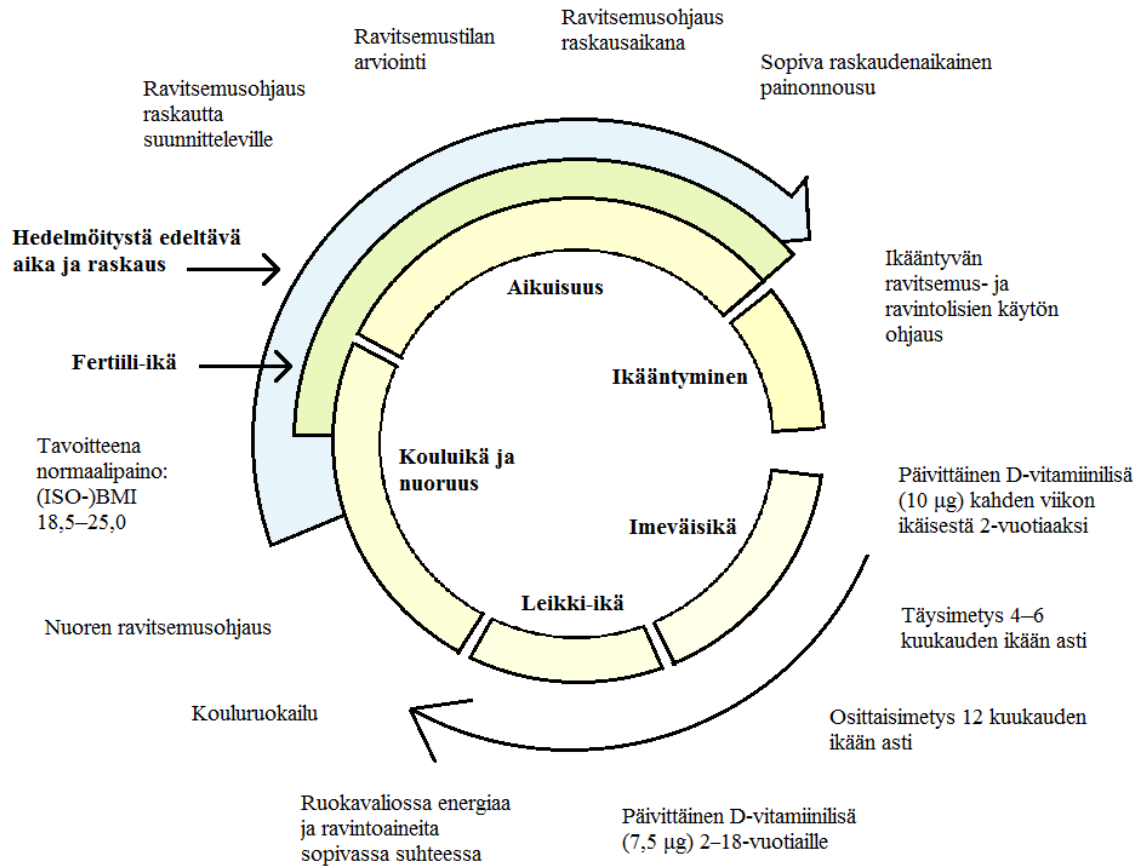 Ravitsemusohjaus
raskautta
suunnitteleville
Ravitsemustilan
arviointi
Ravitsemusohjaus
raskausaikana
Sopiva raskaudenaikainen
painonnousu
Hedelmöitystä edeltävä
aika ja raskaus
Fertiili-ikä
Aikuisuus
Ikääntyvän
ravitsemus- ja
ravintolisien käytön
ohjaus
Ikääntyminen
Tavoitteena
normaalipaino:
(ISO-)BMI
18,5–25,0
Kouluikä ja
nuoruus
Imeväisikä
Päivittäinen D-vitamiinilisä
(10 µg) kahden viikon
ikäisestä 2-vuotiaaksi
Leikki-ikä
Täysimetys 4–6
kuukauden ikään asti
Nuoren ravitsemusohjaus
Kouluruokailu
Osittaisimetys 12 kuukauden
ikään asti
Ruokavaliossa energiaa
ja ravintoaineita
sopivassa suhteessa
Päivittäinen D-vitamiinilisä
(7,5 µg) 2–18-vuotiaille